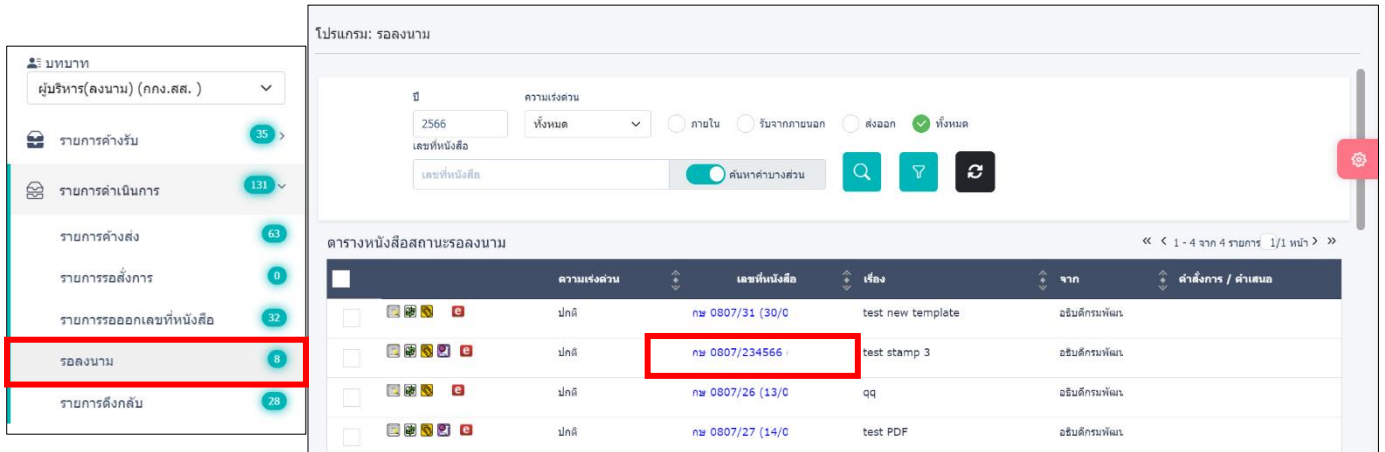 บทบาท
ผู้บริหาร(ลงนาม) (กกง.สส. )
รายการค้างรับ 35
รายการดำเนินการ 131
รายการค้างส่ง 63
รายการรอสั่งการ 0
รายการรอออกเลขที่หนังสือ 32
รอลงนาม 8
รายการดึงกลับ 28
โปรแกรม: รอลงนาม
ปี ความเร่งด่วน
2566 ทั้งหมด ภายใน รับจากภายนอก ส่งออก ทั้งหมด
เลขที่หนังสือ
เลขที่หนังสือ ค้นหาคำบางส่วน
ตารางหนังสือสถานะรอลงนาม « < 1 - 4 จาก 4 รายการ 1/1 หน้า > »
ความเร่งด่วน เลขที่หนังสือ เรื่อง จาก คำสั่งการ / คำเสนอ
e ปกติ กษ 0807/31 (30/0 test new template อธิบดีกรมพัฒน
e ปกติ กษ 0807/234566 test stamp 3 อธิบดีกรมพัฒน
e ปกติ กษ 0807/26 (13/0 qq อธิบดีกรมพัฒน
e ปกติ กษ 0807/27 (14/0 test PDF อธิบดีกรมพัฒน